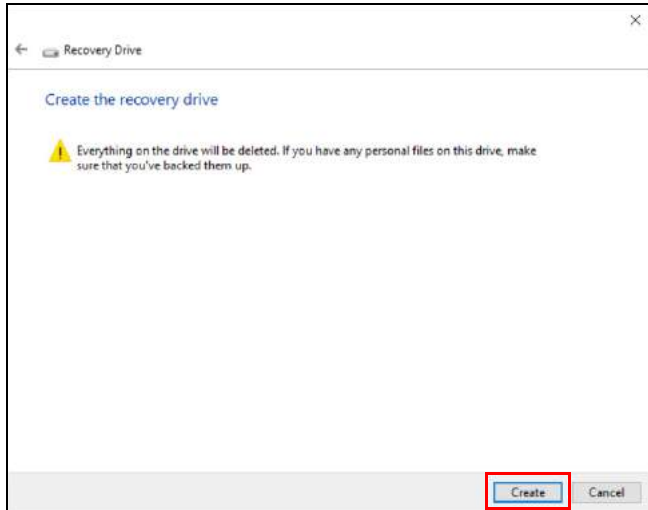 Recovery Drive
Create the recovery drive
Everything on the drive will be deleted. If you have any personal files on this drive, make
sure that you've backed them up.
Create Cancel